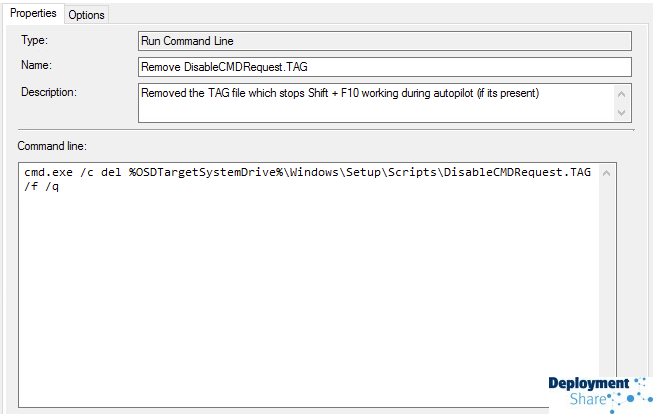 Properties
Options
Type:
Run Command Line
Name:
Remove DisableCMDRequest.TAG
Description:
Removed the TAG file which stops Shift + F10 working during autopilot (if its present)
Command line:
cmd.exe /c del %OSDTargetSystemDrive%\Windows\Setup\Scripts\DisableCMDRequest.TAG
/f /q
Deployment
Share